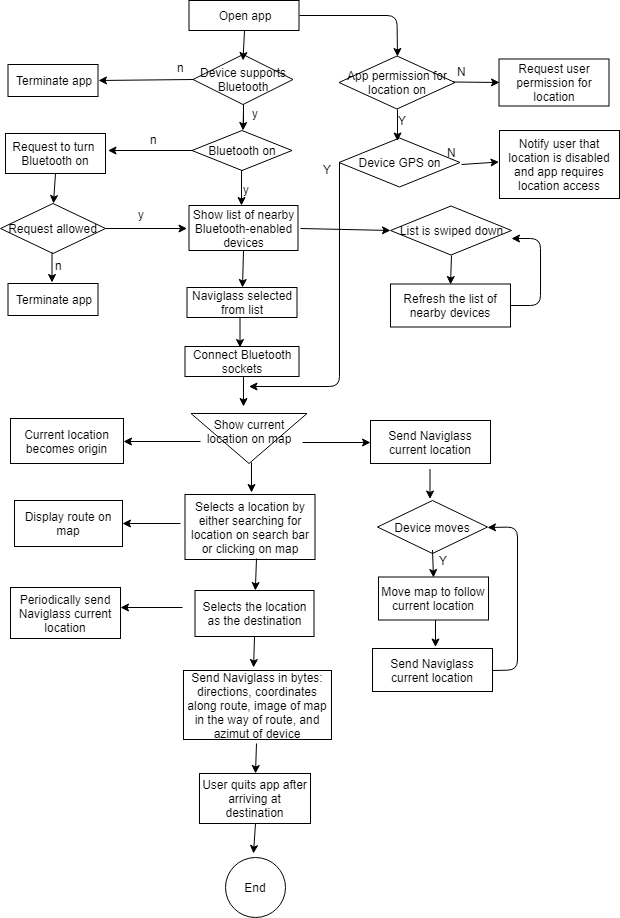 Open app
Device supports
Bluetooth
n
Terminate app
App permission for
location on
N
Request user
permission for
location
y
Y
Request to turn
Bluetooth on
n
Bluetooth on
Y
Device GPS on
N
Notify user that
location is disabled
and app requires
location access
y
Request allowed
y
Show list of nearby
Bluetooth-enabled
devices
List is swiped down
n
Terminate app
Naviglass selected
from list
Refresh the list of
nearby devices
Connect Bluetooth
sockets
Current location
becomes origin
Show current
location on map
Send Naviglass
current location
Display route on
map
Selects a location by
either searching for
location on search bar
or clicking on map
Device moves
Y
Periodically send
Naviglass current
location
Selects the location
as the destination
Move map to follow
current location
Send Naviglass
current location
Send Naviglass in bytes:
directions, coordinates
along route, image of map
in the way of route, and
azimut of device
User quits app after
arriving at
destination
End